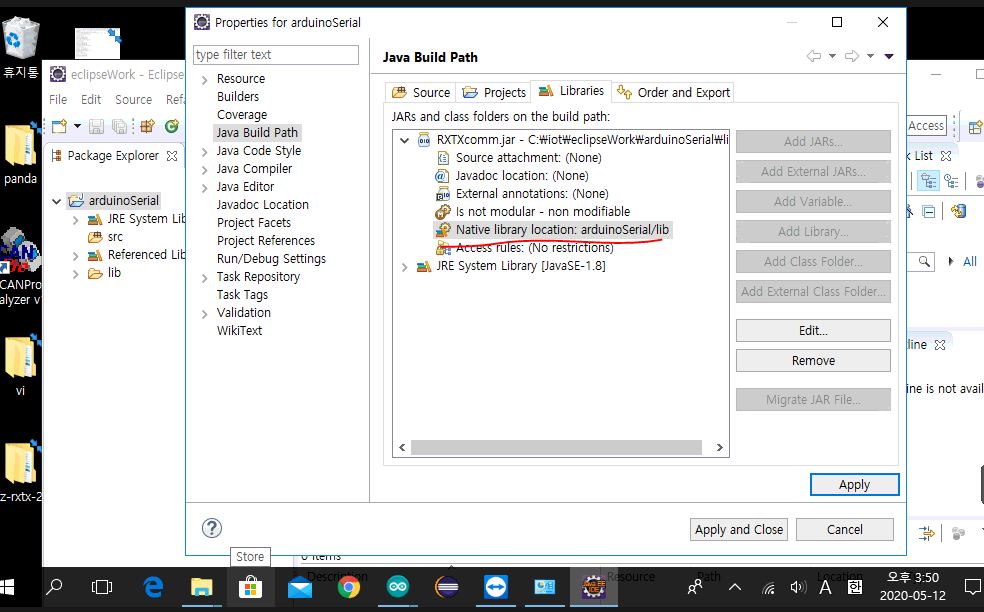 휴지통
panda
CANPro
alyzer v
vi
z-rxtx-2
eclipseWork - Eclipse
File Edit Source Refa
Package Explorer
arduinoSerial
JRE System Lib
src
Referenced Lib
lib
Properties for arduinoSerial
type filter text
Resource
Builders
Coverage
Java Build Path
Java Code Style
Java Compiler
Java Editor
Javadoc Location
Project Facets
Project References
Run/Debug Settings
Task Repository
Task Tags
Validation
WikiText
Java Build Path
Source Projects Libraries Order and Export
JARs and class folders on the build path:
RXTXcomm.jar - C:₩iot₩eclipseWork₩arduinoSerial₩li
Source attachment: (None)
Javadoc location: (None)
External annotations: (None)
Is not modular - non modifiable
Native library location: arduinoSerial/lib
Access rules: (No restrictions)
JRE System Library [JavaSE-1.8]
Add JARs...
Add External JARs...
Add Variable...
Add Library...
Add Class Folder...
Add External Class Folder...
Edit...
Remove
Migrate JAR File...
Apply
Apply and Close Cancel
Access
k List
All
line
ine is not avail
Store
0 items
Description Resource Path Location
A 한
오후 3:50
2020-05-12